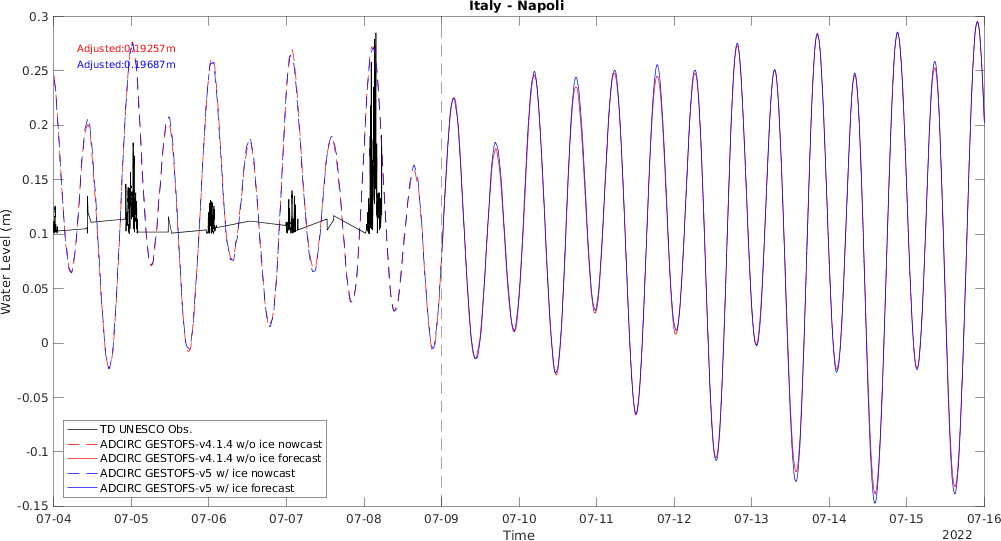 Italy - Napoli
Adjusted:0.19257m
Adjusted:0.19687m
Water Level (m)
0.3
0.25
0.2
0.15
0.1
0.05
0
-0.05
-0.1
-0.15
TD UNESCO Obs.
ADCIRC GESTOFS-v4.1.4 w/o ice nowcast
ADCIRC GESTOFS-v4.1.4 w/o ice forecast
ADCIRC GESTOFS-v5 w/ ice nowcast
ADCIRC GESTOFS-v5 w/ ice forecast
07-04 07-05 07-06 07-07 07-08 07-09 07-10 07-11 07-12 07-13 07-14 07-15 07-16
Time
2022